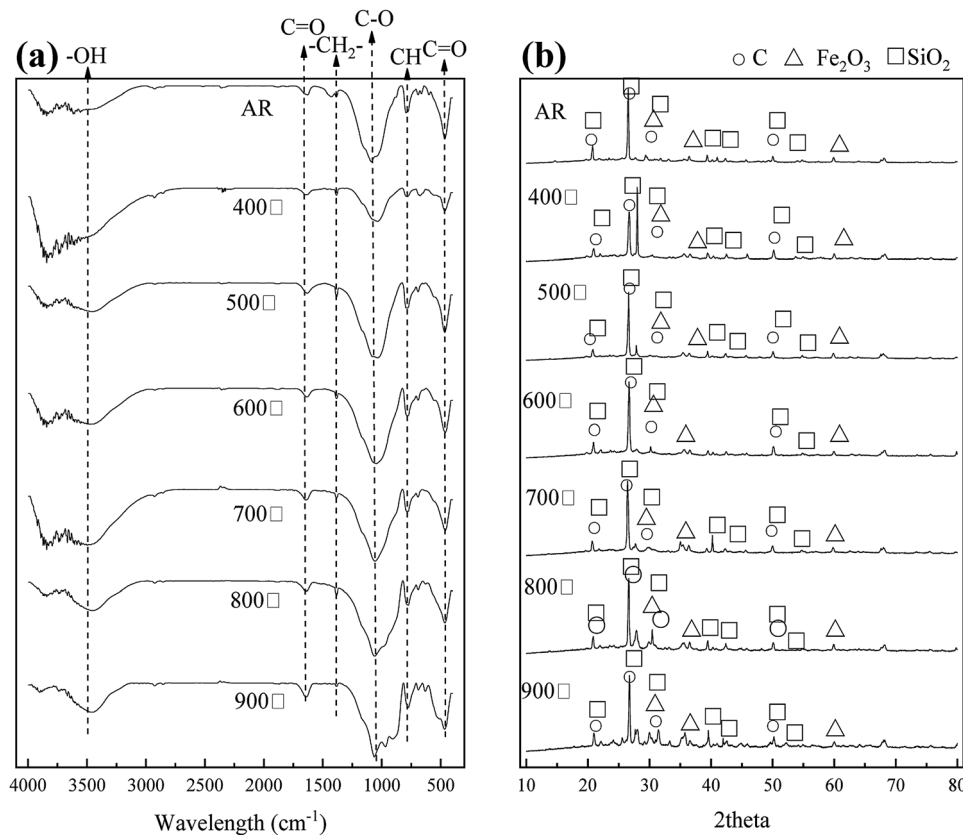 (a)
-OH
C=O
-CH₂-
C-O
CH
C=O
AR
400□
500□
600□
700□
800□
900□
4000 3500 3000 2500 2000 1500 1000 500
Wavelength (cm⁻¹)
(b)
C Fe₂O₃ SiO₂
AR
400□
500□
600□
700□
800□
900□
10 20 30 40 50 60 70 80
2theta